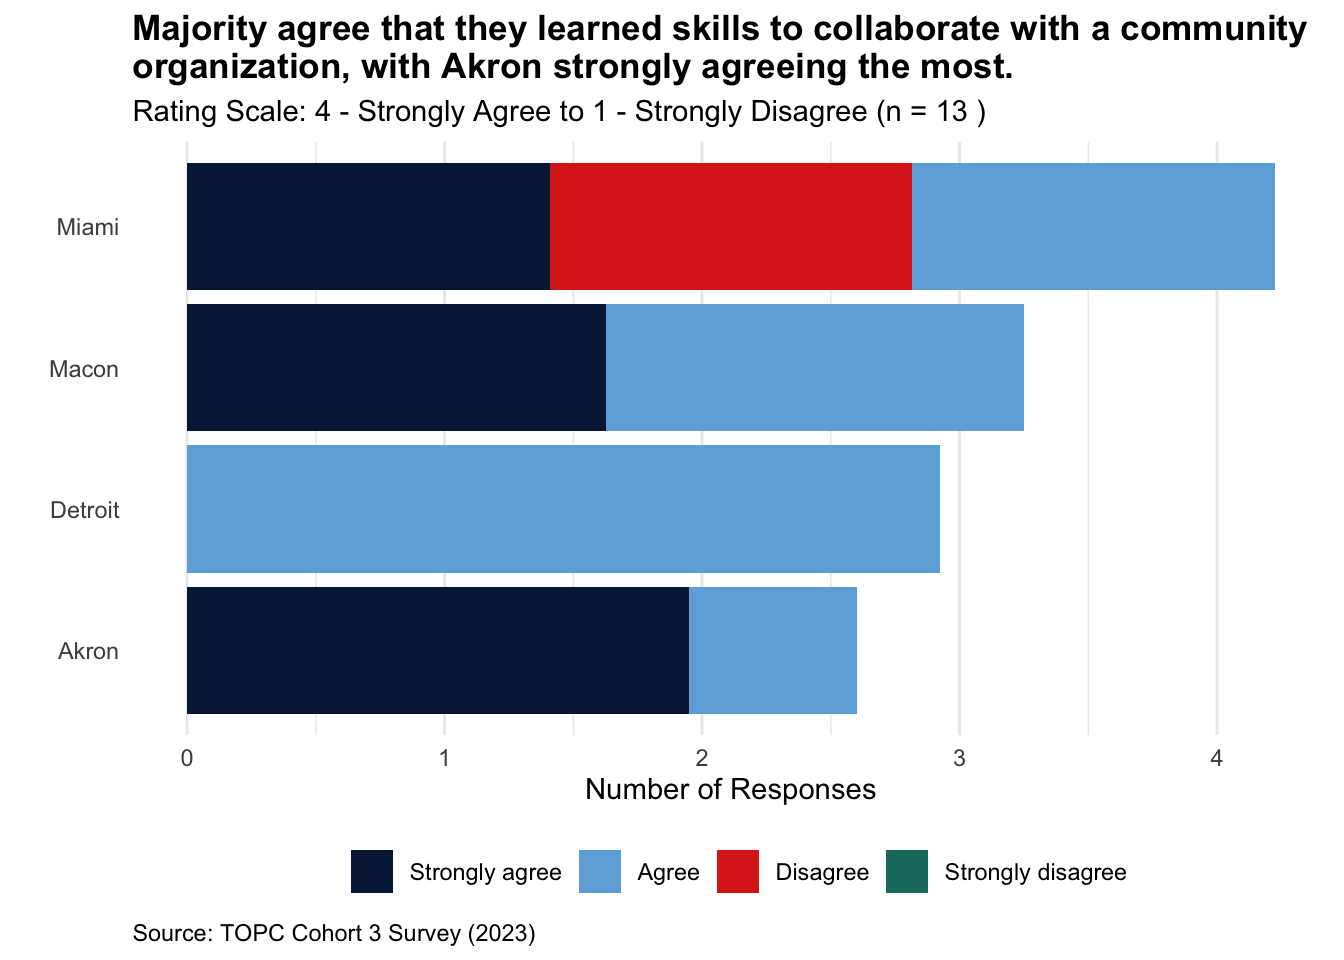 Majority agree that they learned skills to collaborate with a community
organization, with Akron strongly agreeing the most.
Rating Scale: 4 - Strongly Agree to 1 - Strongly Disagree (n = 13 )
Miami
Macon
Detroit
Akron
0 1 2 3 4
Number of Responses
Strongly agree Agree Disagree Strongly disagree
Source: TOPC Cohort 3 Survey (2023)